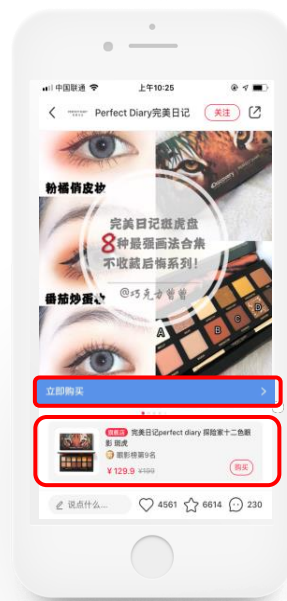 中国联通
上午10:25
Perfect Diary完美日记
关注
粉橘俏皮妆
完美日记斑虎盘
8种最强画法合集
不收藏后悔系列!
@巧克力曾曾
番茄炒蛋
A
B
C
D
立即购买
旗舰店 完美日记perfect diary 探险家十二色眼
影 斑虎
眼影榜第9名
¥129.9 ¥199
购买
说点什么...
4561
6614
230